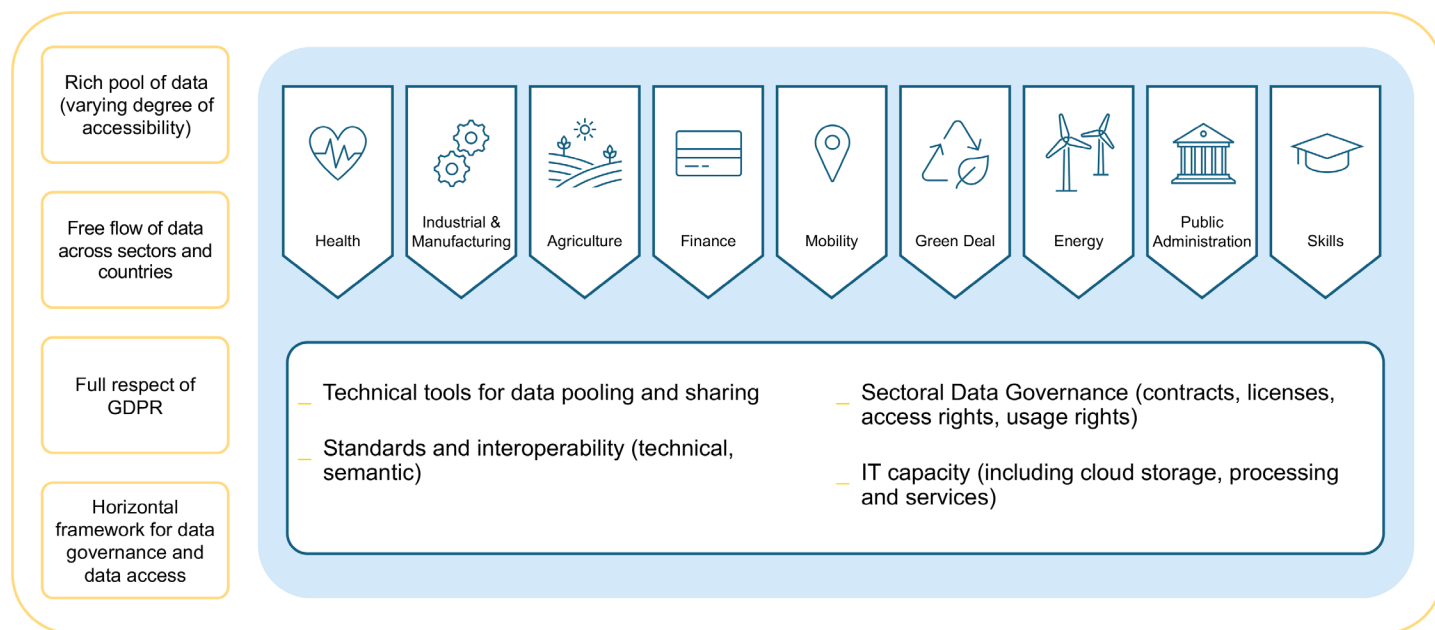 Rich pool of data
(varying degree of
accessibility)
Free flow of data
across sectors and
countries
Full respect of
GDPR
Horizontal
framework for data
governance and
data access
Health
Industrial &
Manufacturing
Agriculture
Finance
Mobility
Green Deal
Energy
Public
Administration
Skills
_ Technical tools for data pooling and sharing
_ Standards and interoperability (technical,
semantic)
_ Sectoral Data Governance (contracts, licenses,
access rights, usage rights)
_ IT capacity (including cloud storage, processing
and services)